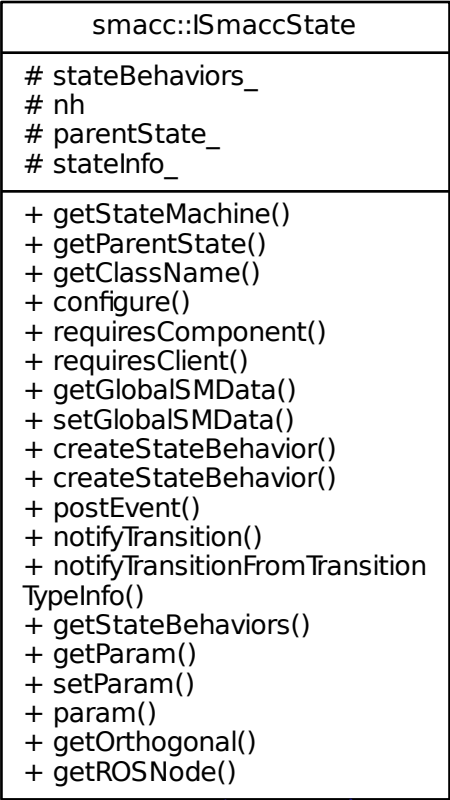 smacc::ISmaccState
# stateBehaviors_
# nh
# parentState_
# stateInfo_
+ getStateMachine()
+ getParentState()
+ getClassName()
+ configure()
+ requiresComponent()
+ requiresClient()
+ getGlobalSMData()
+ setGlobalSMData()
+ createStateBehavior()
+ createStateBehavior()
+ postEvent()
+ notifyTransition()
+ notifyTransitionFromTransition
TypeInfo()
+ getStateBehaviors()
+ getParam()
+ setParam()
+ param()
+ getOrthogonal()
+ getROSNode()